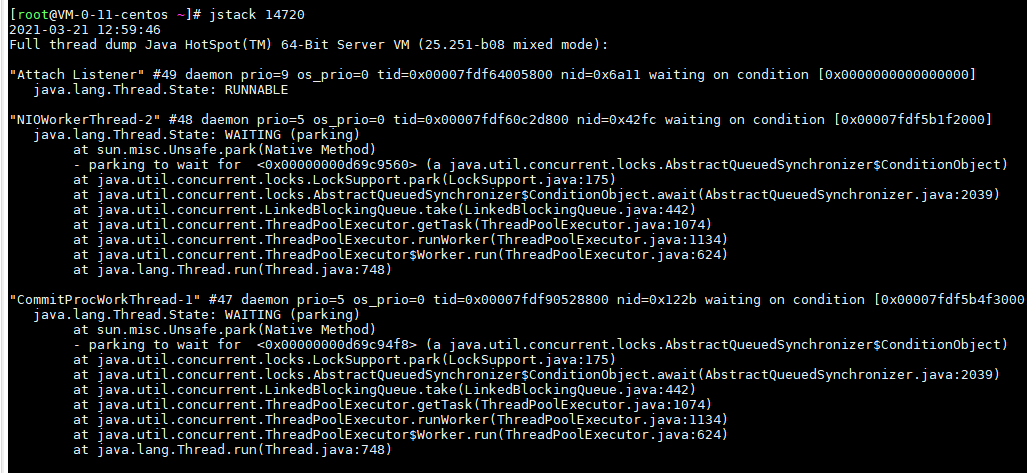 [root@VM-0-11-centos ~]# jstack 14720
2021-03-21 12:59:46
Full thread dump Java HotSpot(TM) 64-Bit Server VM (25.251-b08 mixed mode):

"Attach Listener" #49 daemon prio=9 os_prio=0 tid=0x00007fdf64005800 nid=0x6a11 waiting on condition [0x0000000000000000]
   java.lang.Thread.State: RUNNABLE

"NIOWorkerThread-2" #48 daemon prio=5 os_prio=0 tid=0x00007fdf60c2d800 nid=0x42fc waiting on condition [0x00007fdf5b1f2000]
   java.lang.Thread.State: WAITING (parking)
        at sun.misc.Unsafe.park(Native Method)
        - parking to wait for  <0x00000000d69c9560> (a java.util.concurrent.locks.AbstractQueuedSynchronizer$ConditionObject)
        at java.util.concurrent.locks.LockSupport.park(LockSupport.java:175)
        at java.util.concurrent.locks.AbstractQueuedSynchronizer$ConditionObject.await(AbstractQueuedSynchronizer.java:2039)
        at java.util.concurrent.LinkedBlockingQueue.take(LinkedBlockingQueue.java:442)
        at java.util.concurrent.ThreadPoolExecutor.getTask(ThreadPoolExecutor.java:1074)
        at java.util.concurrent.ThreadPoolExecutor.runWorker(ThreadPoolExecutor.java:1134)
        at java.util.concurrent.ThreadPoolExecutor$Worker.run(ThreadPoolExecutor.java:624)
        at java.lang.Thread.run(Thread.java:748)

"CommitProcWorkThread-1" #47 daemon prio=5 os_prio=0 tid=0x00007fdf90528800 nid=0x122b waiting on condition [0x00007fdf5b4f3000
   java.lang.Thread.State: WAITING (parking)
        at sun.misc.Unsafe.park(Native Method)
        - parking to wait for  <0x00000000d69c94f8> (a java.util.concurrent.locks.AbstractQueuedSynchronizer$ConditionObject)
        at java.util.concurrent.locks.LockSupport.park(LockSupport.java:175)
        at java.util.concurrent.locks.AbstractQueuedSynchronizer$ConditionObject.await(AbstractQueuedSynchronizer.java:2039)
        at java.util.concurrent.LinkedBlockingQueue.take(LinkedBlockingQueue.java:442)
        at java.util.concurrent.ThreadPoolExecutor.getTask(ThreadPoolExecutor.java:1074)
        at java.util.concurrent.ThreadPoolExecutor.runWorker(ThreadPoolExecutor.java:1134)
        at java.util.concurrent.ThreadPoolExecutor$Worker.run(ThreadPoolExecutor.java:624)
        at java.lang.Thread.run(Thread.java:748)